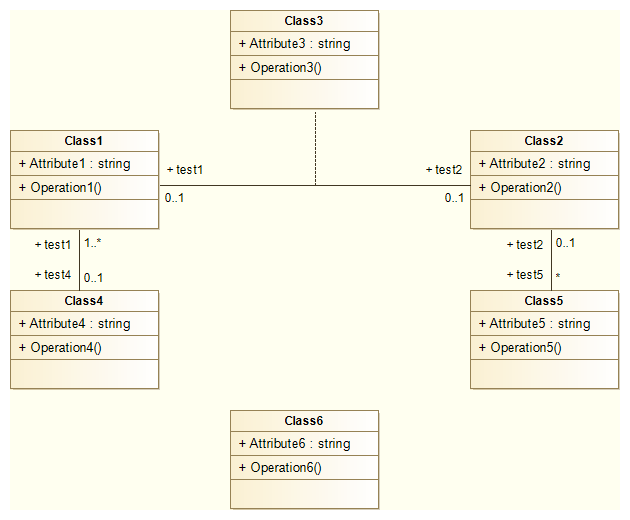 Class3
+ Attribute3 : string
+ Operation3()
Class1
+ Attribute1 : string
+ Operation1()
+ test1
0..1
+ test2
0..1
Class2
+ Attribute2 : string
+ Operation2()
+ test1
1..*
+ test4
0..1
+ test2
0..1
+ test5
*
Class4
+ Attribute4 : string
+ Operation4()
Class5
+ Attribute5 : string
+ Operation5()
Class6
+ Attribute6 : string
+ Operation6()